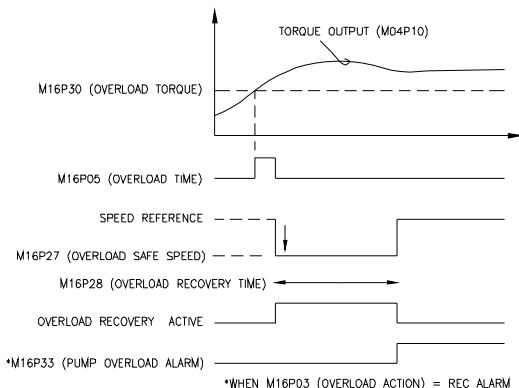 TORQUE OUTPUT (M04P10)
M16P30 (OVERLOAD TORQUE)
M16P05 (OVERLOAD TIME)
SPEED REFERENCE
M16P27 (OVERLOAD SAFE SPEED)
M16P28 (OVERLOAD RECOVERY TIME)
OVERLOAD RECOVERY ACTIVE
*M16P33 (PUMP OVERLOAD ALARM)
*WHEN M16P03 (OVERLOAD ACTION) = REC ALARM